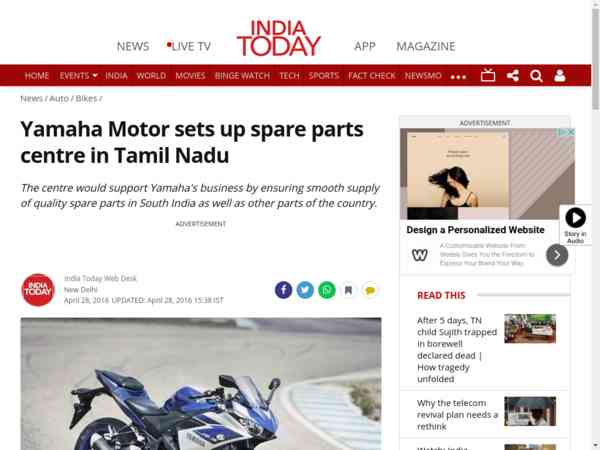 INDIA
TODAY
NEWS
LIVE TV
APP
MAGAZINE
HOME EVENTS INDIA WORLD MOVIES BINGE WATCH TECH SPORTS FACT CHECK NEWSMO
News / Auto / Bikes /
Yamaha Motor sets up spare parts
centre in Tamil Nadu
The centre would support Yamaha's business by ensuring smooth supply
of quality spare parts in South India as well as other parts of the country.
ADVERTISEMENT
INDIA
TODAY
India Today Web Desk
New Delhi
April 28, 2016 UPDATED: April 28, 2016 15:38 IST
YAMAHA
ADVERTISEMENT
Design a Personalized Website
A Customisable Website From
Weebly Gives You the Freedom to
Express Your Brand Your Way.
Story in
Audio
READ THIS
After 5 days, TN
child Sujith trapped
in borewell
declared dead |
How tragedy
unfolded
Why the telecom
revival plan needs a
rethink
Watch: India